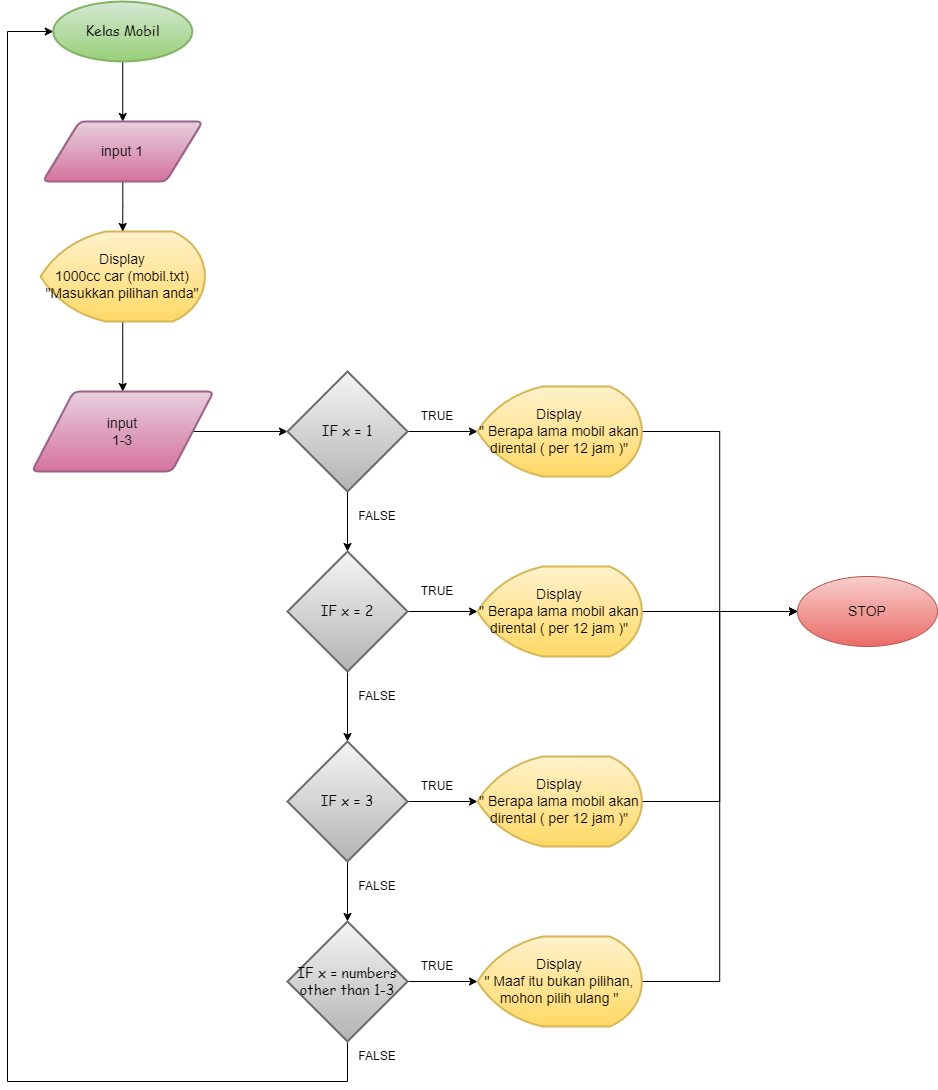 Kelas Mobil
input 1
Display
1000cc car (mobil.txt)
"Masukkan pilihan anda"
input
1-3
IF x = 1
TRUE
Display
" Berapa lama mobil akan
dirental ( per 12 jam )"
FALSE
IF x = 2
TRUE
Display
" Berapa lama mobil akan
dirental ( per 12 jam )"
STOP
FALSE
IF x = 3
TRUE
Display
" Berapa lama mobil akan
dirental ( per 12 jam )"
FALSE
IF x = numbers
other than 1-3
TRUE
Display
" Maaf itu bukan pilihan,
mohon pilih ulang "
FALSE